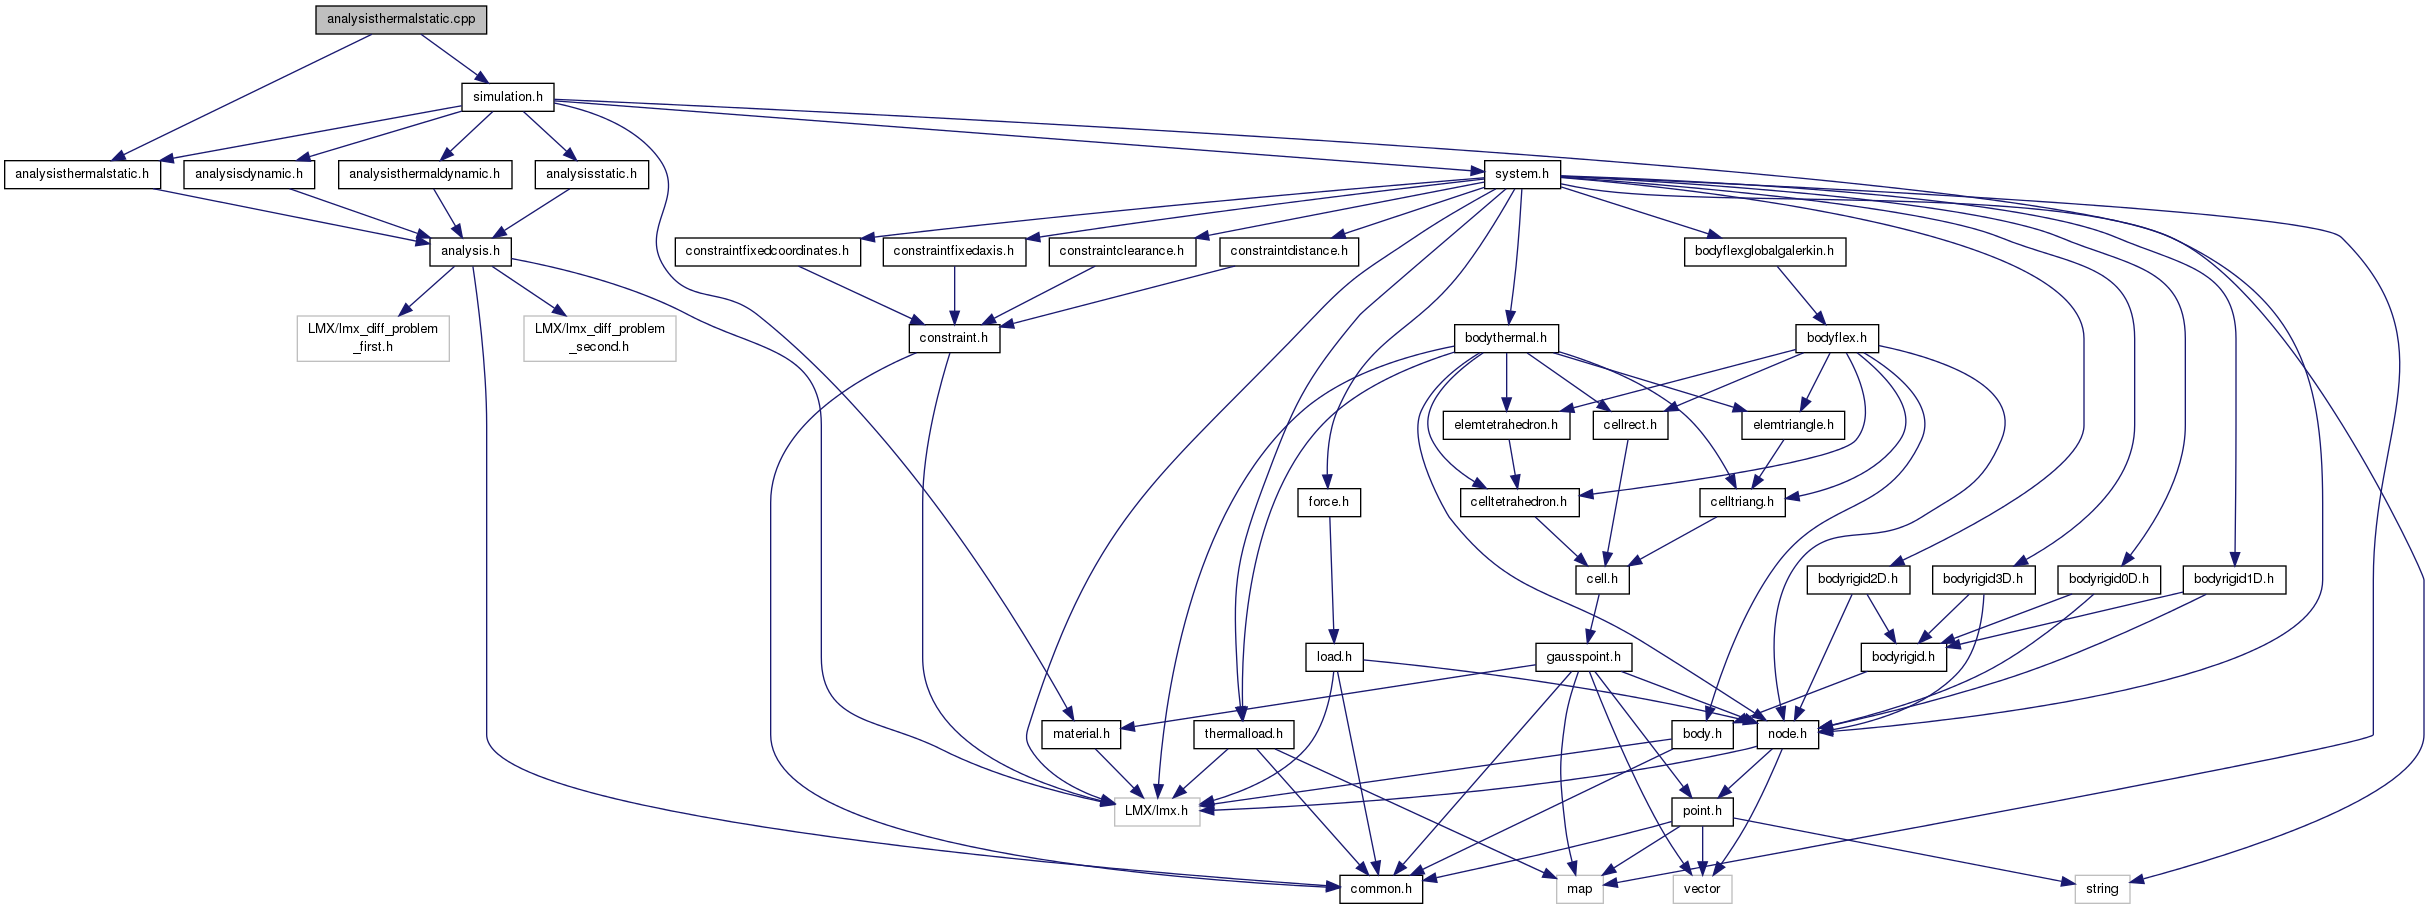 analysisthermalstatic.cpp
simulation.h
analysisthermalstatic.h
analysisdynamic.h
analysisthermaldynamic.h
analysisstatic.h
system.h
analysis.h
constraintfixedcoordinates.h
constraintfixedaxis.h
constraintclearance.h
constraintdistance.h
bodyflexglobalgalerkin.h
LMX/lmx_diff_problem
_first.h
LMX/lmx_diff_problem
_second.h
constraint.h
bodythermal.h
bodyflex.h
elemtetrahedron.h
cellrect.h
elemtriangle.h
force.h
celltetrahedron.h
celltriang.h
cell.h
bodyrigid2D.h
bodyrigid3D.h
bodyrigid0D.h
bodyrigid1D.h
load.h
gausspoint.h
bodyrigid.h
material.h
thermalload.h
body.h
node.h
LMX/lmx.h
point.h
common.h
map
vector
string